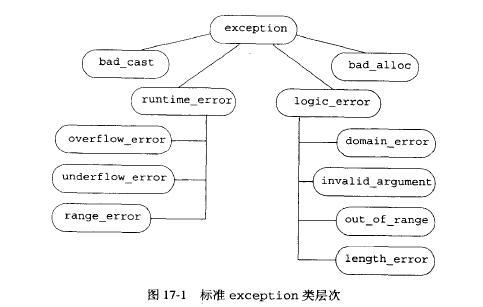 exception
bad_cast
bad_alloc
runtime_error
logic_error
overflow_error
domain_error
underflow_error
invalid_argument
range_error
out_of_range
length_error
图 17-1 标准 exception 类层次